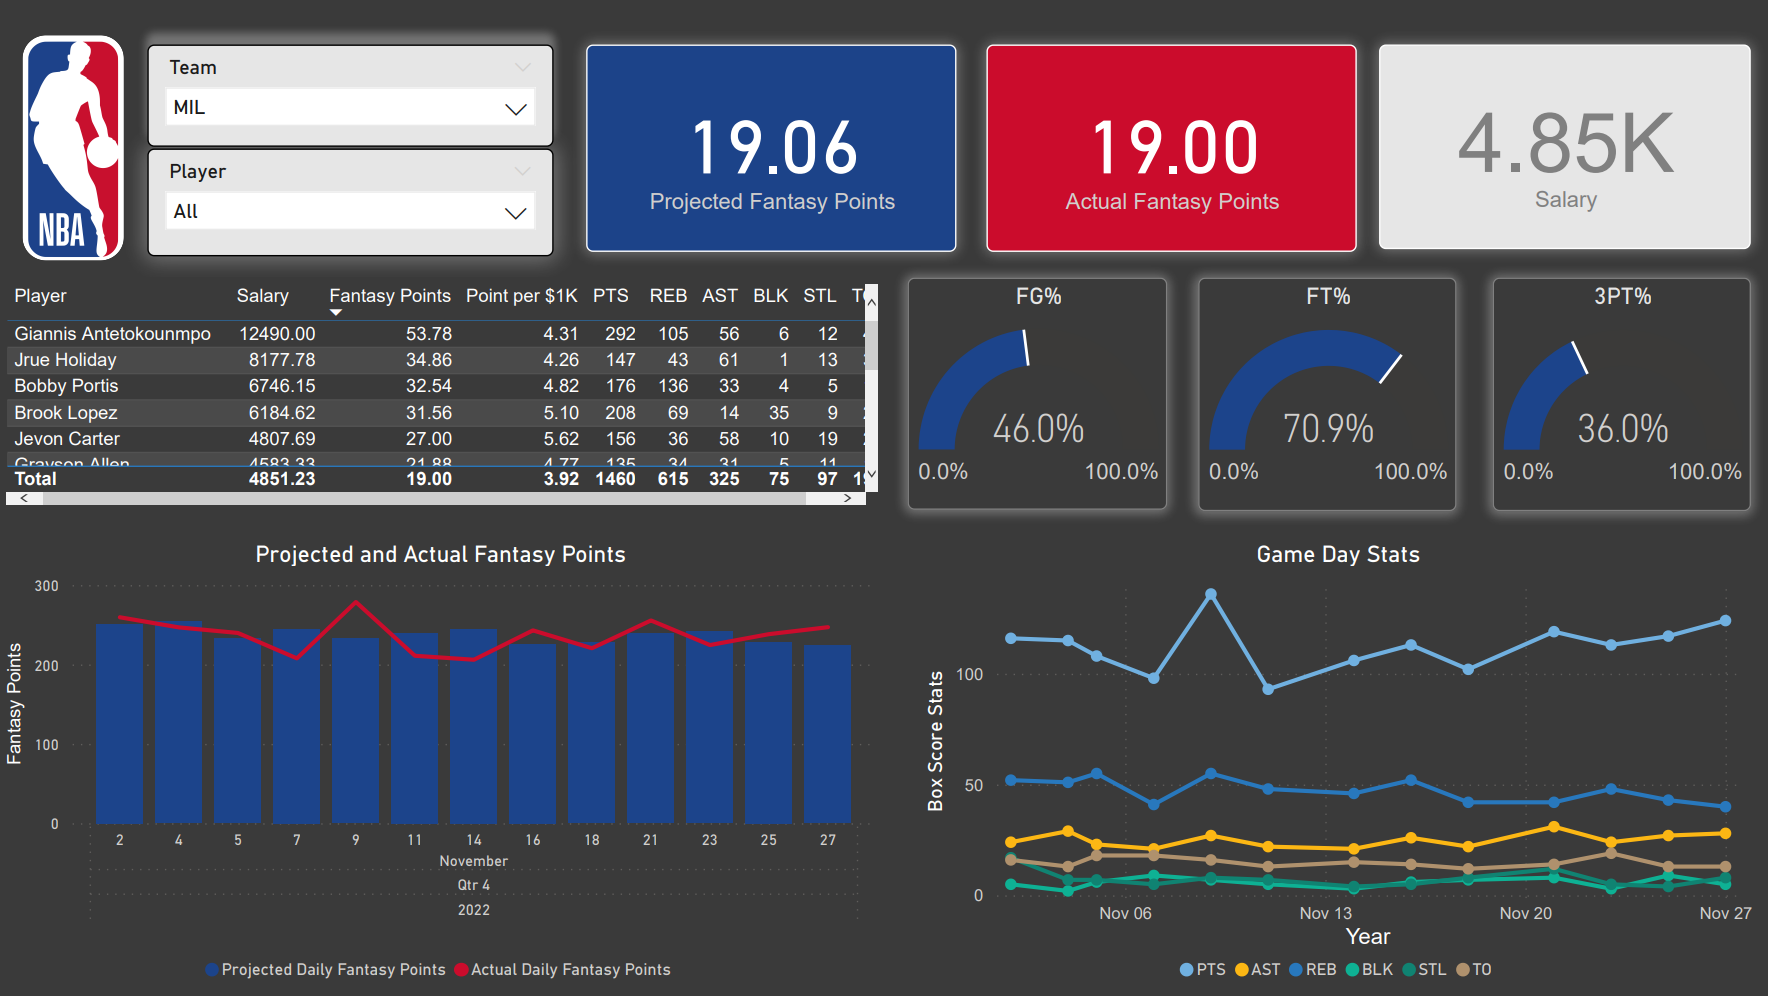 NBA
Team
MIL
Player
All
19.06
Projected Fantasy Points
19.00
Actual Fantasy Points
4.85K
Salary
Player Salary Fantasy Points Point per $1K PTS REB AST BLK STL
Giannis Antetokounmpo 12490.00 53.78 4.31 292 105 56 6 12
Jrue Holiday 8177.78 34.86 4.26 147 43 61 1 13
Bobby Portis 6746.15 32.54 4.82 176 136 33 4 5
Brook Lopez 6184.62 31.56 5.10 208 69 14 35 9
Jevon Carter 4807.69 27.00 5.62 156 36 58 10 19
Grayson Allen 4583.33 21.88 4.77 135 34 31 5 11
Total 4851.23 19.00 3.92 1460 615 325 75 97
FG%
46.0%
0.0% 100.0%
FT%
70.9%
0.0% 100.0%
3PT%
36.0%
0.0% 100.0%
Projected and Actual Fantasy Points
Fantasy Points
300
200
100
0
2 4 5 7 9 11 14 16 18 21 23 25 27
November
Qtr 4
2022
Projected Daily Fantasy Points Actual Daily Fantasy Points
Game Day Stats
Box Score Stats
100
50
0
Nov 06 Nov 13 Nov 20 Nov 27
Year
PTS AST REB BLK STL TO